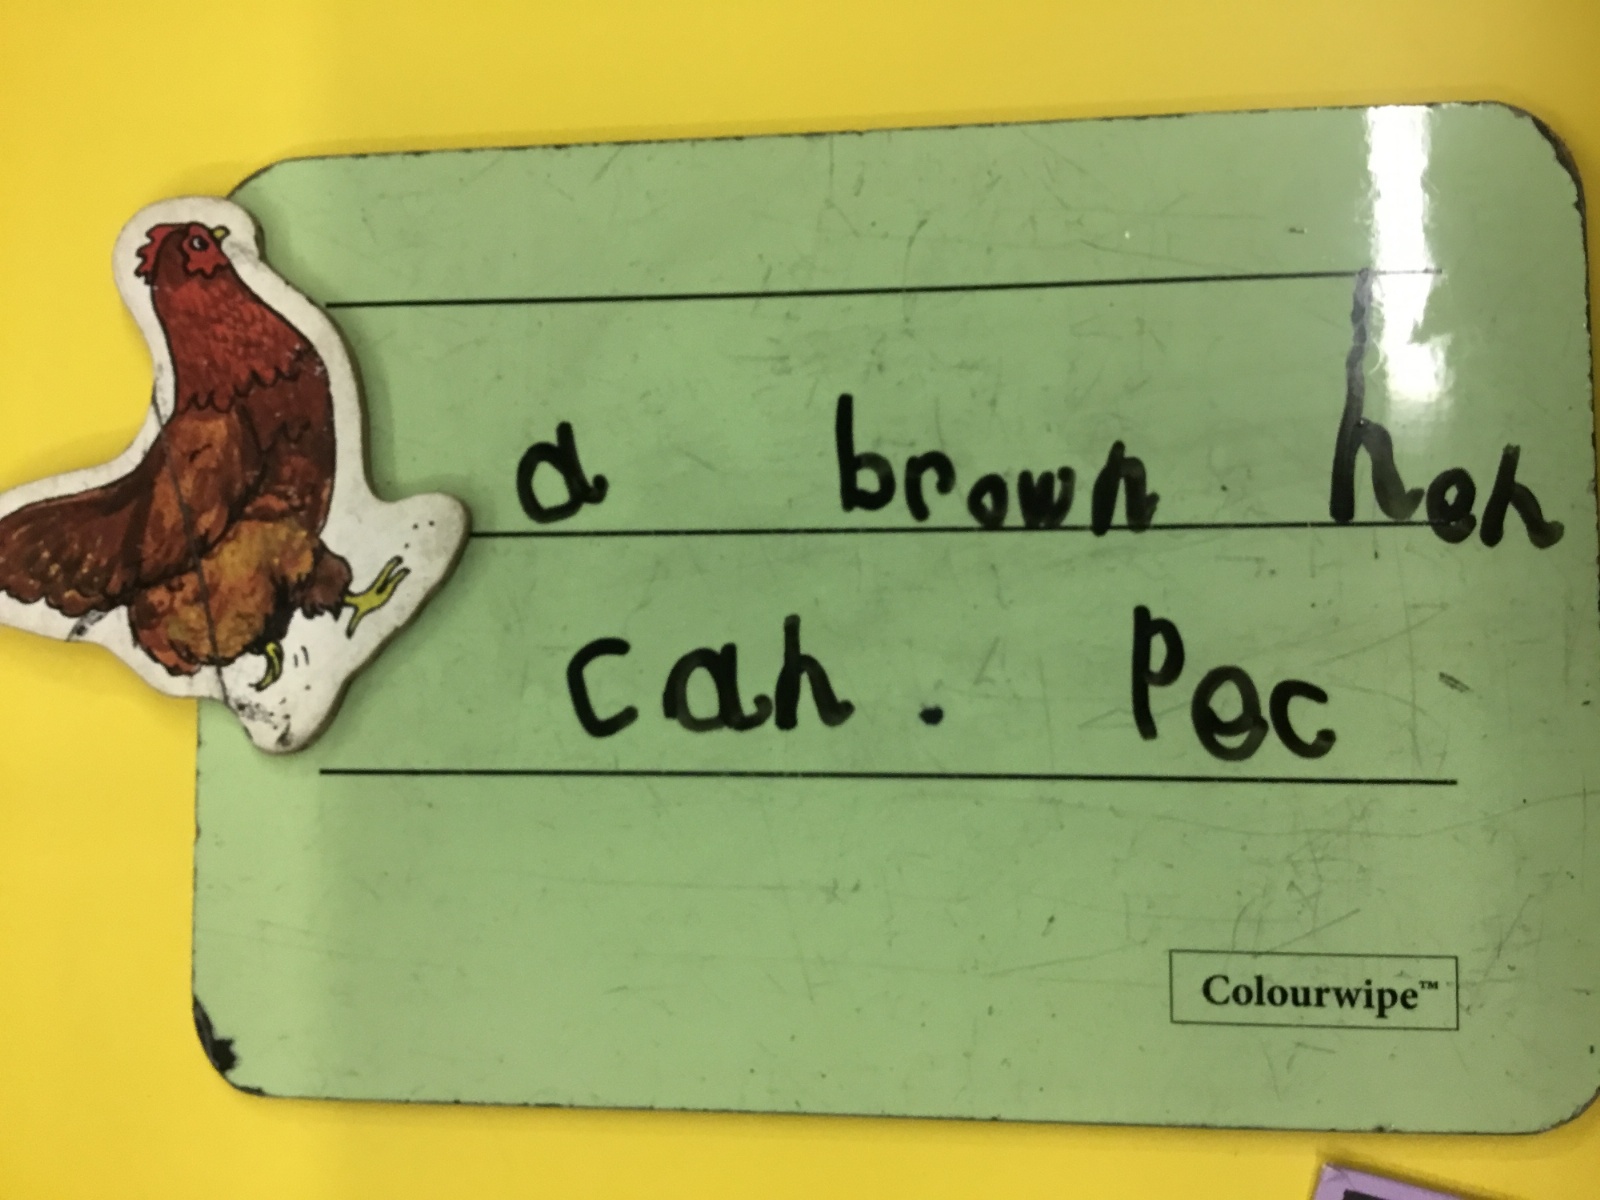 a brown hen
can. Pec
Colourwipe™